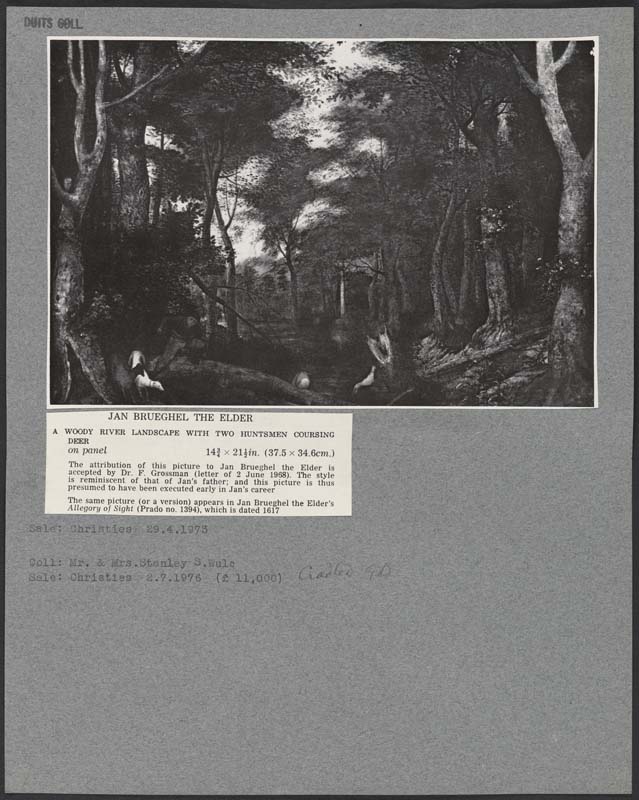 DUITS COLL.
JAN BRUEGHEL THE ELDER
A WOODY RIVER LANDSCAPE WITH TWO HUNTSMEN COURSING
DEER
on panel 14¾ × 21½in. (37.5 × 34.6cm.)
The attribution of this picture to Jan Brueghel the Elder is
accepted by Dr. F. Grossman (letter of 2 June 1968). The style
is reminiscent of that of Jan's father; and this picture is thus
presumed to have been executed early in Jan's career
The same picture (or a version) appears in Jan Brueghel the Elder's
Allegory of Sight (Prado no. 1394), which is dated 1617
Sale: Christies 29.4.1975
Coll: Mr. & Mrs.Stanley S.Wulc
Sale: Christies 2.7.1976 (£ 11,000)